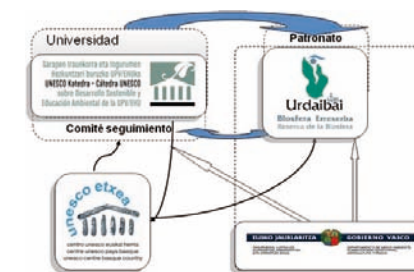 Universidad
Garapen iraunkorra eta Ingurumen
Hezkuntzari buruzko UPV/EHUko
UNESCO Katedra - Cátedra UNESCO
sobre Desarrollo Sostenible y
Educación Ambiental de la UPV/EHU
Comité seguimiento
Patronato
Urdaibai
Biosfera Erreserba
Reserva de la Biosfera
unesco etxea
centro unesco euskal herria
centro unesco pais basque
unesco centre basque country
EUSKO JAURLARITZA
GOBIERNO VASCO